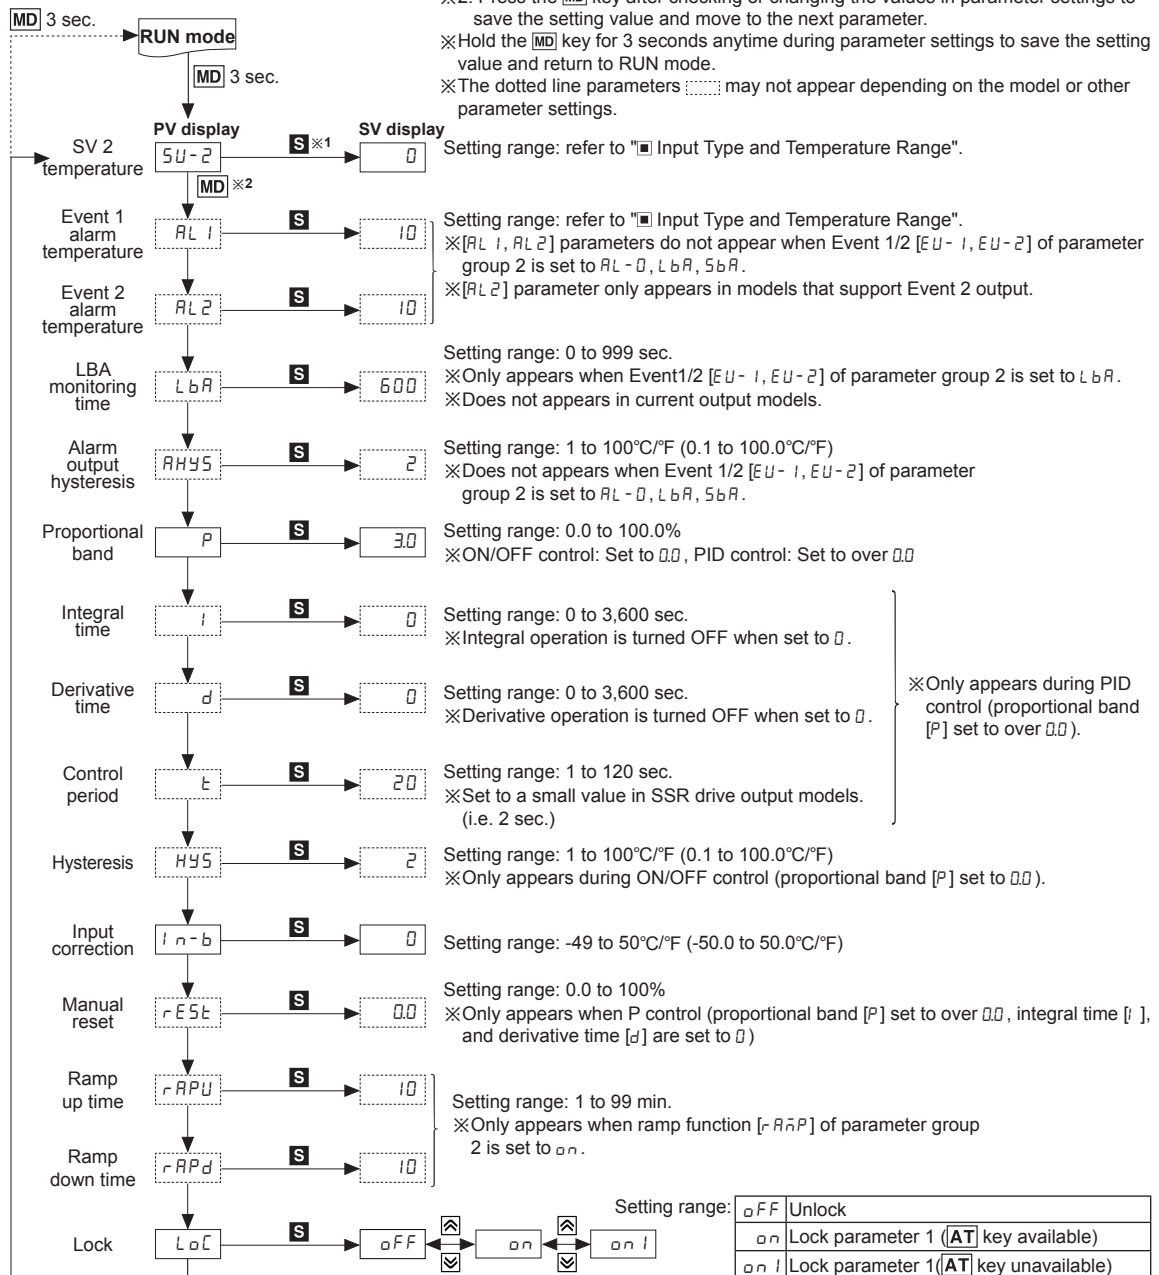 ※2. Press the MD key after checking or changing the values in parameter settings to
save the setting value and move to the next parameter.
※Hold the MD key for 3 seconds anytime during parameter settings to save the setting
value and return to RUN mode.
※The dotted line parameters may not appear depending on the model or other
parameter settings.
MD 3 sec.
RUN mode
MD 3 sec.
PV display
SV display
SV 2
temperature
SU-2
S ※1
0
Setting range: refer to "▣ Input Type and Temperature Range".
MD ※2
Event 1
alarm
temperature
AL1
S
10
Setting range: refer to "▣ Input Type and Temperature Range".
※[AL1, AL2] parameters do not appear when Event 1/2 [EU-1, EU-2] of parameter
group 2 is set to AL-0, LbA, SbA.
※[AL2] parameter only appears in models that support Event 2 output.
Event 2
alarm
temperature
AL2
S
10
LBA
monitoring
time
LbA
S
600
Setting range: 0 to 999 sec.
※Only appears when Event1/2 [EU-1, EU-2] of parameter group 2 is set to LbA.
※Does not appears in current output models.
Alarm
output
hysteresis
AHYS
S
2
Setting range: 1 to 100°C/°F (0.1 to 100.0°C/°F)
※Does not appears when Event 1/2 [EU-1, EU-2] of parameter
group 2 is set to AL-0, LbA, SbA.
Proportional
band
P
S
3.0
Setting range: 0.0 to 100.0%
※ON/OFF control: Set to 0.0, PID control: Set to over 0.0
Integral
time
I
S
0
Setting range: 0 to 3,600 sec.
※Integral operation is turned OFF when set to 0.
Derivative
time
d
S
0
Setting range: 0 to 3,600 sec.
※Derivative operation is turned OFF when set to 0.
※Only appears during PID
control (proportional band
[P] set to over 0.0).
Control
period
t
S
20
Setting range: 1 to 120 sec.
※Set to a small value in SSR drive output models.
(i.e. 2 sec.)
Hysteresis
HYS
S
2
Setting range: 1 to 100°C/°F (0.1 to 100.0°C/°F)
※Only appears during ON/OFF control (proportional band [P] set to 0.0).
Input
correction
In-b
S
0
Setting range: -49 to 50°C/°F (-50.0 to 50.0°C/°F)
Manual
reset
rESt
S
0.0
Setting range: 0.0 to 100%
※Only appears when P control (proportional band [P] set to over 0.0, integral time [I],
and derivative time [d] are set to 0)
Ramp
up time
rAPU
S
10
Setting range: 1 to 99 min.
※Only appears when ramp function [rAmP] of parameter group
2 is set to on.
Ramp
down time
rAPd
S
10
Lock
LoC
S
oFF
on
on1
Setting range:
oFF Unlock
on Lock parameter 1 (AT key available)
on1 Lock parameter 1(AT key unavailable)